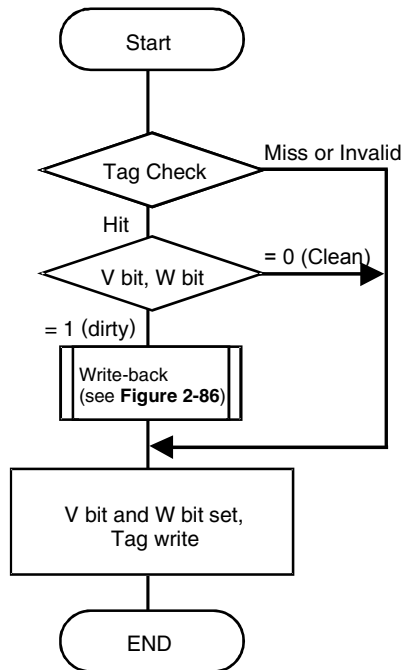 Start
Tag Check
Miss or Invalid
Hit
V bit, W bit
= 0 (Clean)
= 1 (dirty)
Write-back
(see Figure 2-86)
V bit and W bit set,
Tag write
END